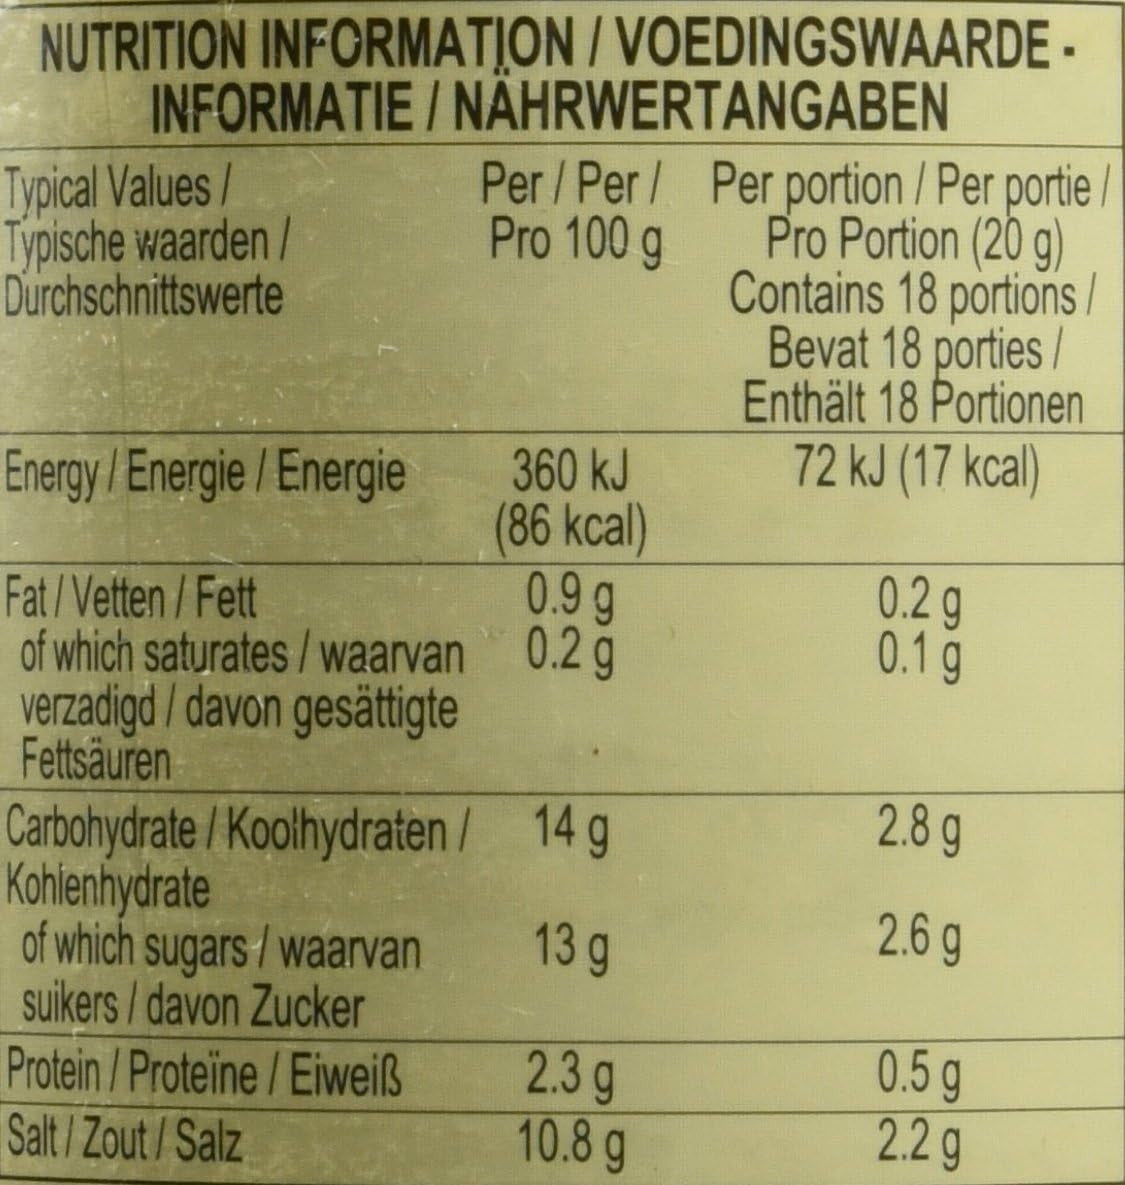 NUTRITION INFORMATION / VOEDINGSWAARDE -
INFORMATIE / NÄHRWERTANGABEN
Typical Values / Per / Per / Per portion / Per portie /
Typische waarden / Pro 100 g Pro Portion (20 g)
Durchschnittswerte Contains 18 portions /
Bevat 18 porties /
Enthält 18 Portionen
Energy / Energie / Energie 360 kJ 72 kJ (17 kcal)
(86 kcal)
Fat / Vetten / Fett 0.9 g 0.2 g
of which saturates / waarvan 0.2 g 0.1 g
verzadigd / davon gesättigte
Fettsäuren
Carbohydrate / Koolhydraten / 14 g 2.8 g
Kohlenhydrate
of which sugars / waarvan 13 g 2.6 g
suikers / davon Zucker
Protein / Proteïne / Eiweiß 2.3 g 0.5 g
Salt / Zout / Salz 10.8 g 2.2 g